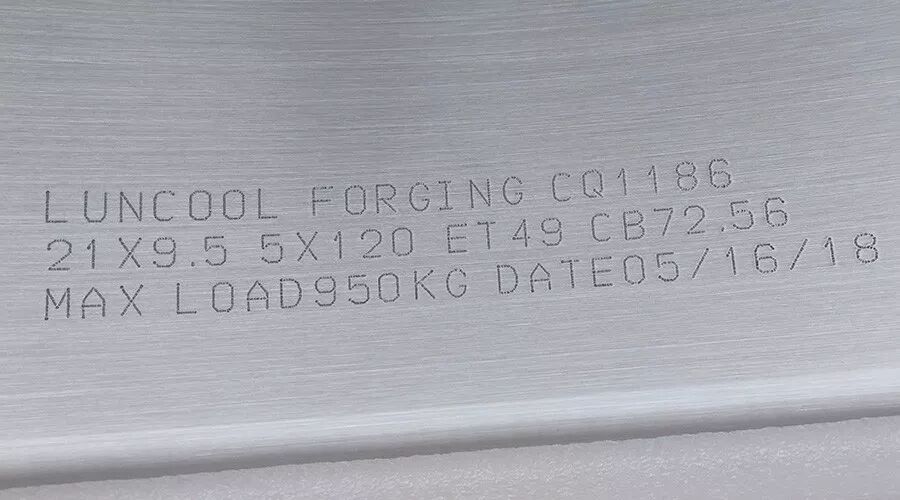 LUNCOOL FORGING CQ1186
21X9.5 5X120 ET49 CB72.56
MAX LOAD950KG DATE05/16/18